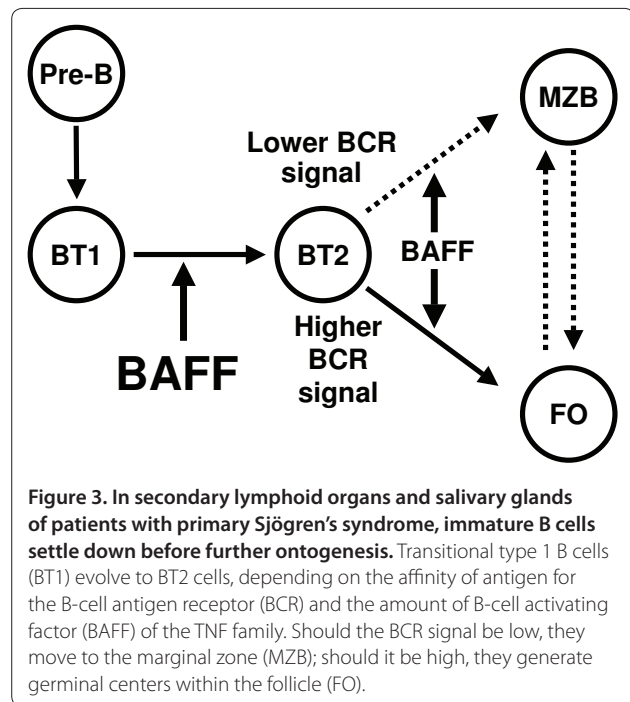 Pre-B
MZB
Lower BCR
signal
BT1
BT2
BAFF
Higher
BCR
signal
BAFF
FO
Figure 3. In secondary lymphoid organs and salivary glands
of patients with primary Sjögren's syndrome, immature B cells
settle down before further ontogenesis. Transitional type 1 B cells
(BT1) evolve to BT2 cells, depending on the affinity of antigen for
the B-cell antigen receptor (BCR) and the amount of B-cell activating
factor (BAFF) of the TNF family. Should the BCR signal be low, they
move to the marginal zone (MZB); should it be high, they generate
germinal centers within the follicle (FO).